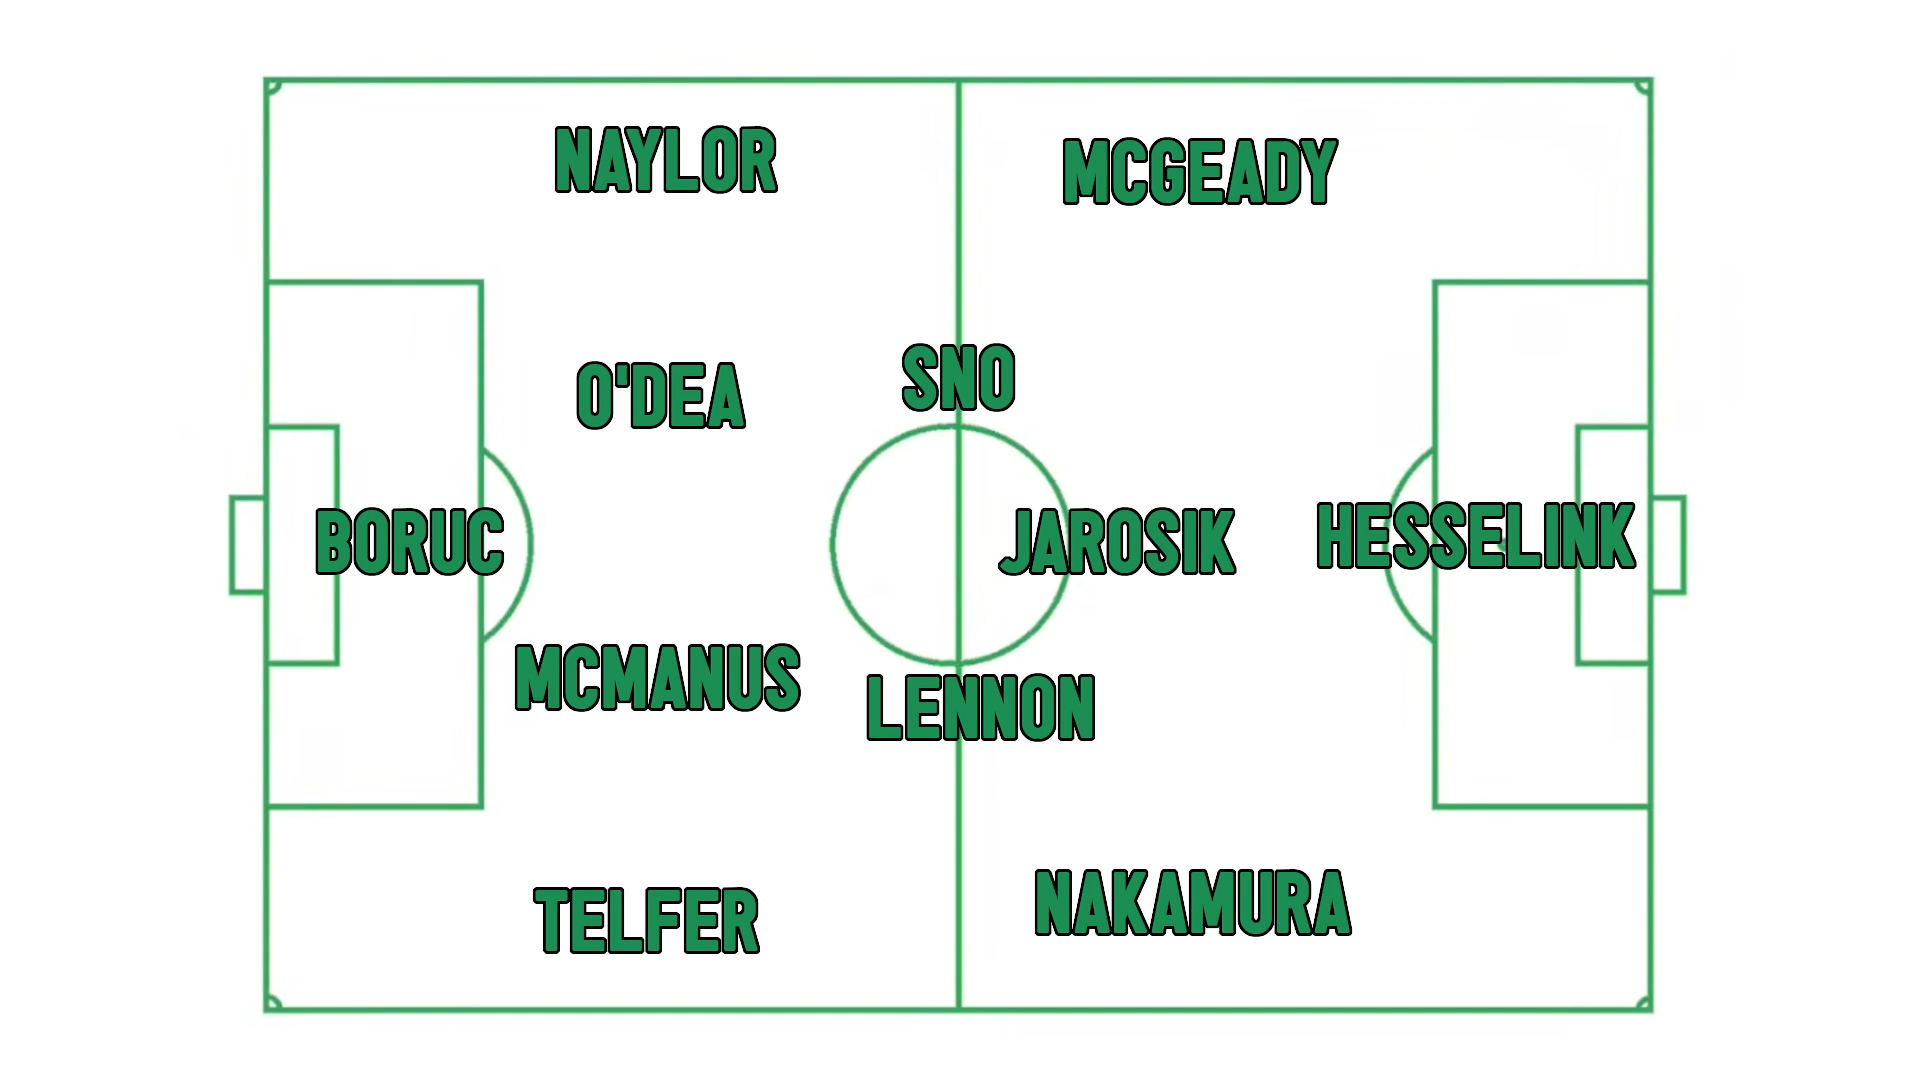 NAYLOR
MCGEADY
O'DEA
SNO
BORUC
JAROSIK
HESSELINK
MCMANUS
LENNON
TELFER
NAKAMURA